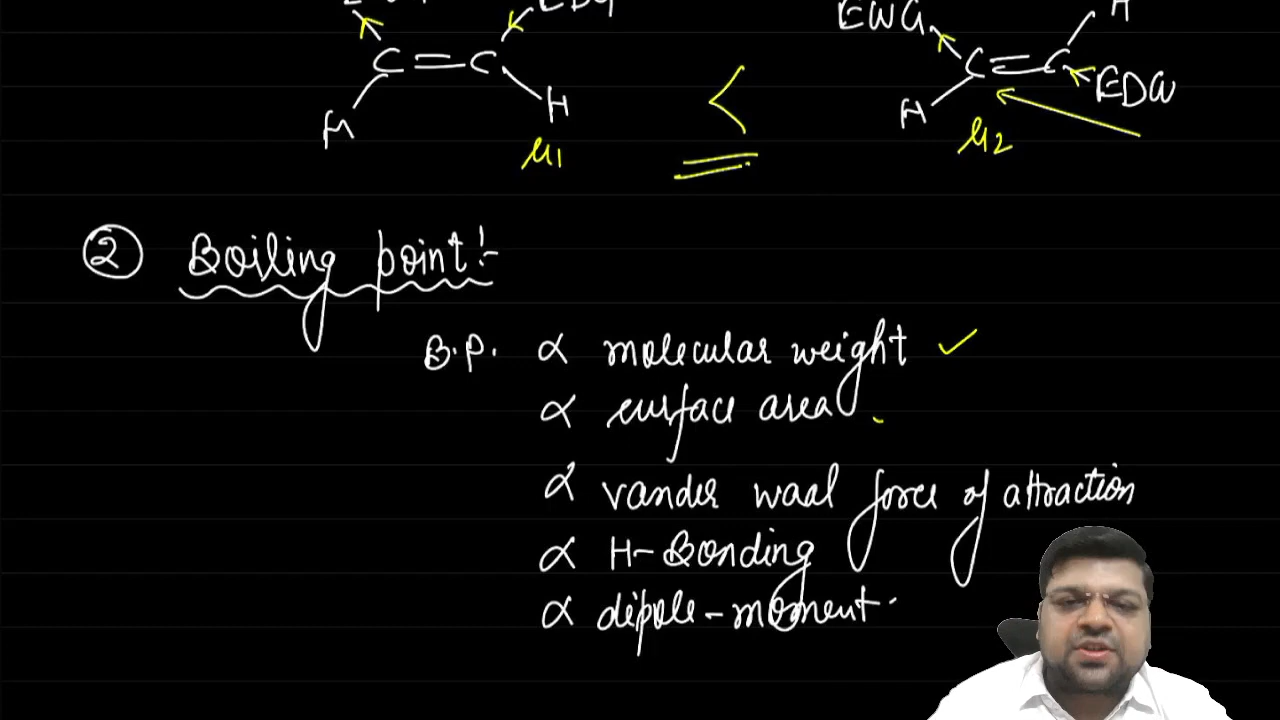 EWG
H
C = C
EDG
H
H
μ1
<
μ2
② Boiling point :-
B.P. ∝ molecular weight ✓
∝ surface area
∝ vander waal force of attraction
∝ H-Bonding
∝ dipole-moment.